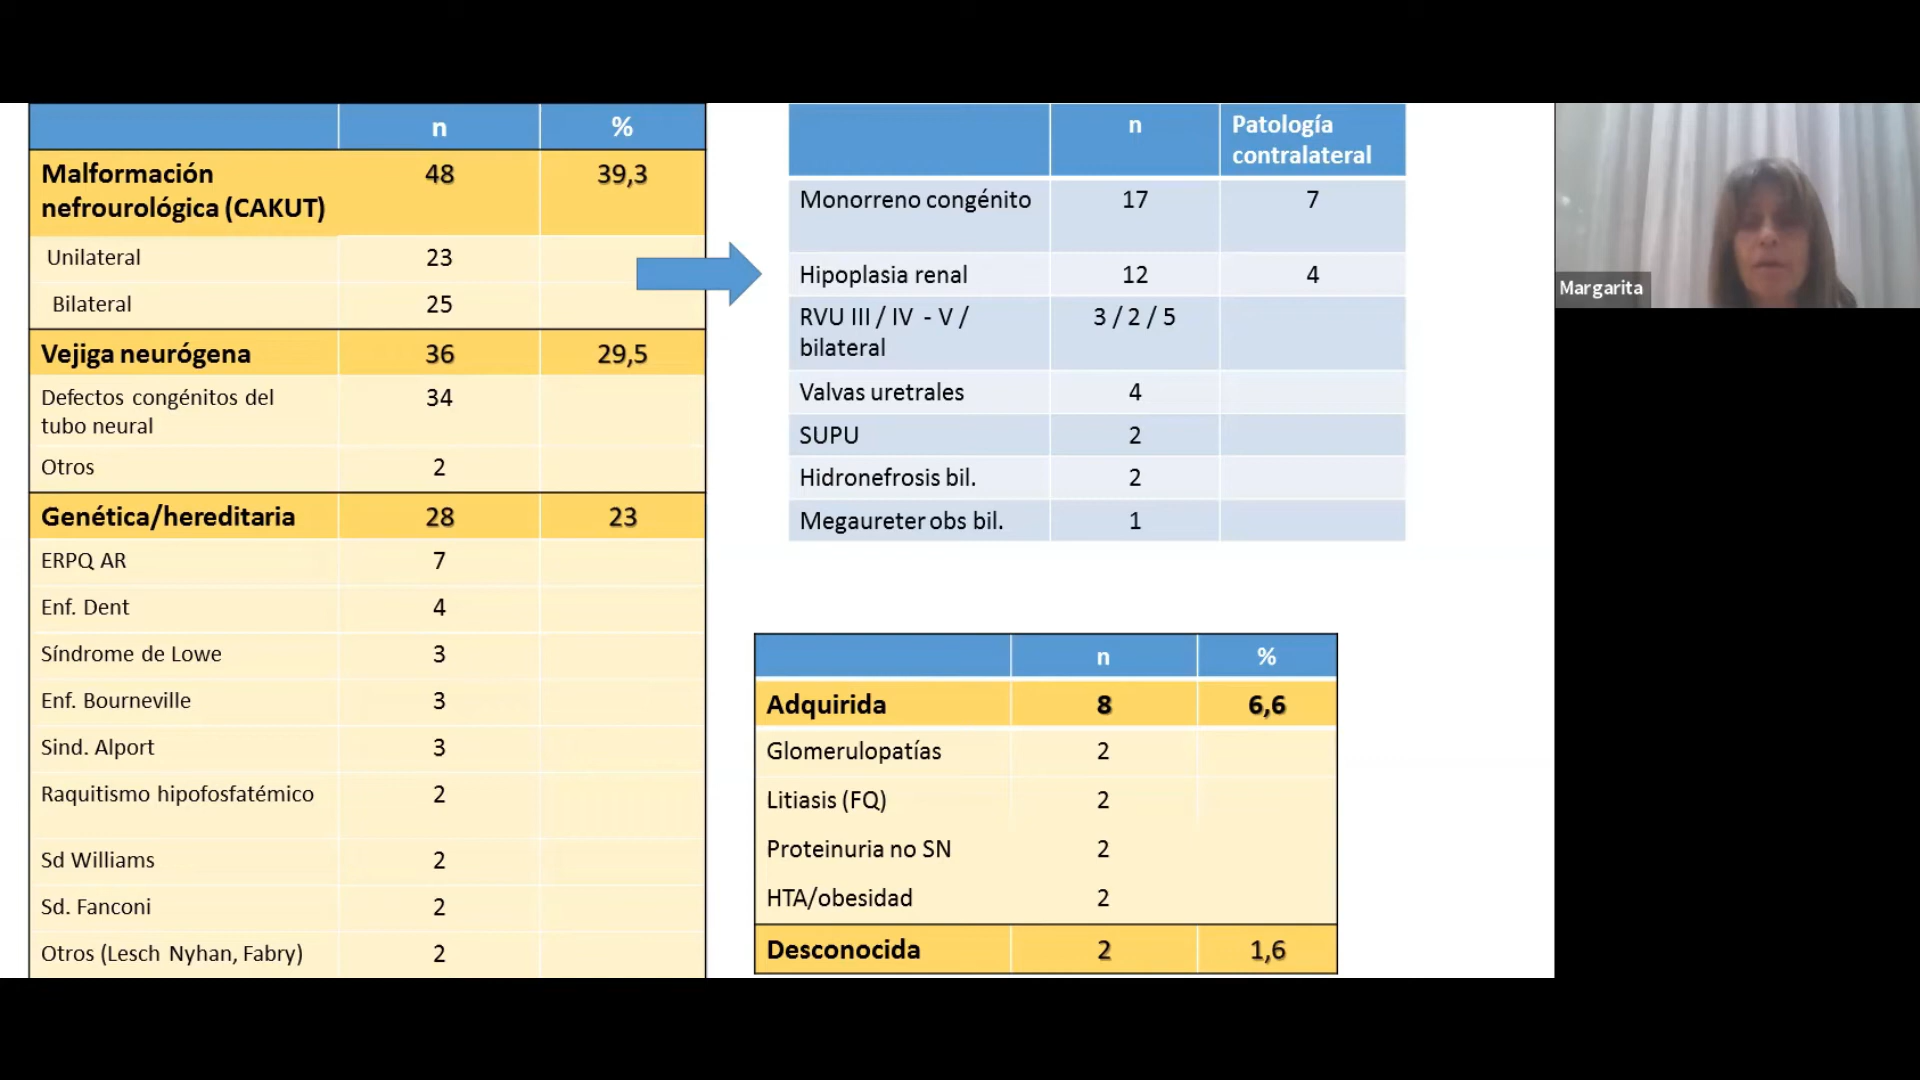 n %
Malformación
nefrourológica (CAKUT) 48 39,3
Unilateral 23
Bilateral 25
Vejiga neurógena 36 29,5
Defectos congénitos del
tubo neural 34
Otros 2
Genética/hereditaria 28 23
ERPQ AR 7
Enf. Dent 4
Síndrome de Lowe 3
Enf. Bourneville 3
Sind. Alport 3
Raquitismo hipofosfatémico 2
Sd Williams 2
Sd. Fanconi 2
Otros (Lesch Nyhan, Fabry) 2
n Patología
contralateral
Monorreno congénito 17 7
Hipoplasia renal 12 4
RVU III / IV - V /
bilateral 3 / 2 / 5
Valvas uretrales 4
SUPU 2
Hidronefrosis bil. 2
Megaureter obs bil. 1
n %
Adquirida 8 6,6
Glomerulopatías 2
Litiasis (FQ) 2
Proteinuria no SN 2
HTA/obesidad 2
Desconocida 2 1,6
Margarita